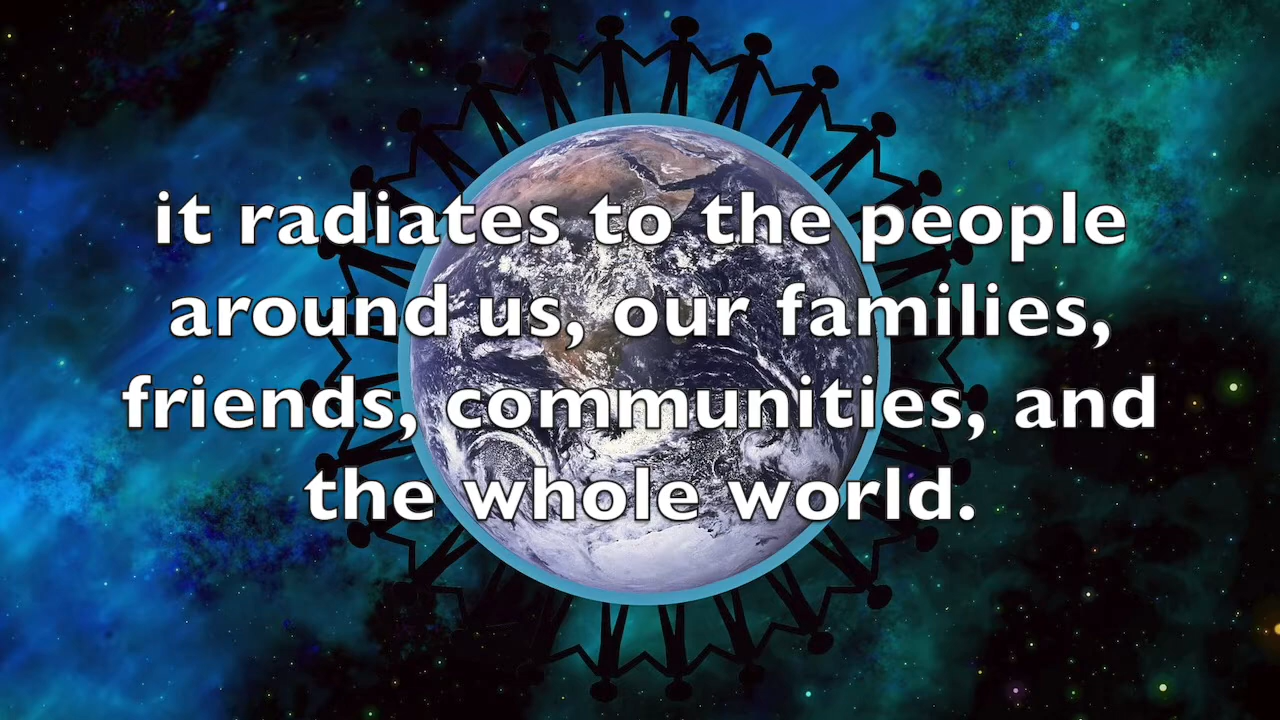 it radiates to the people
around us, our families,
friends, communities, and
the whole world.